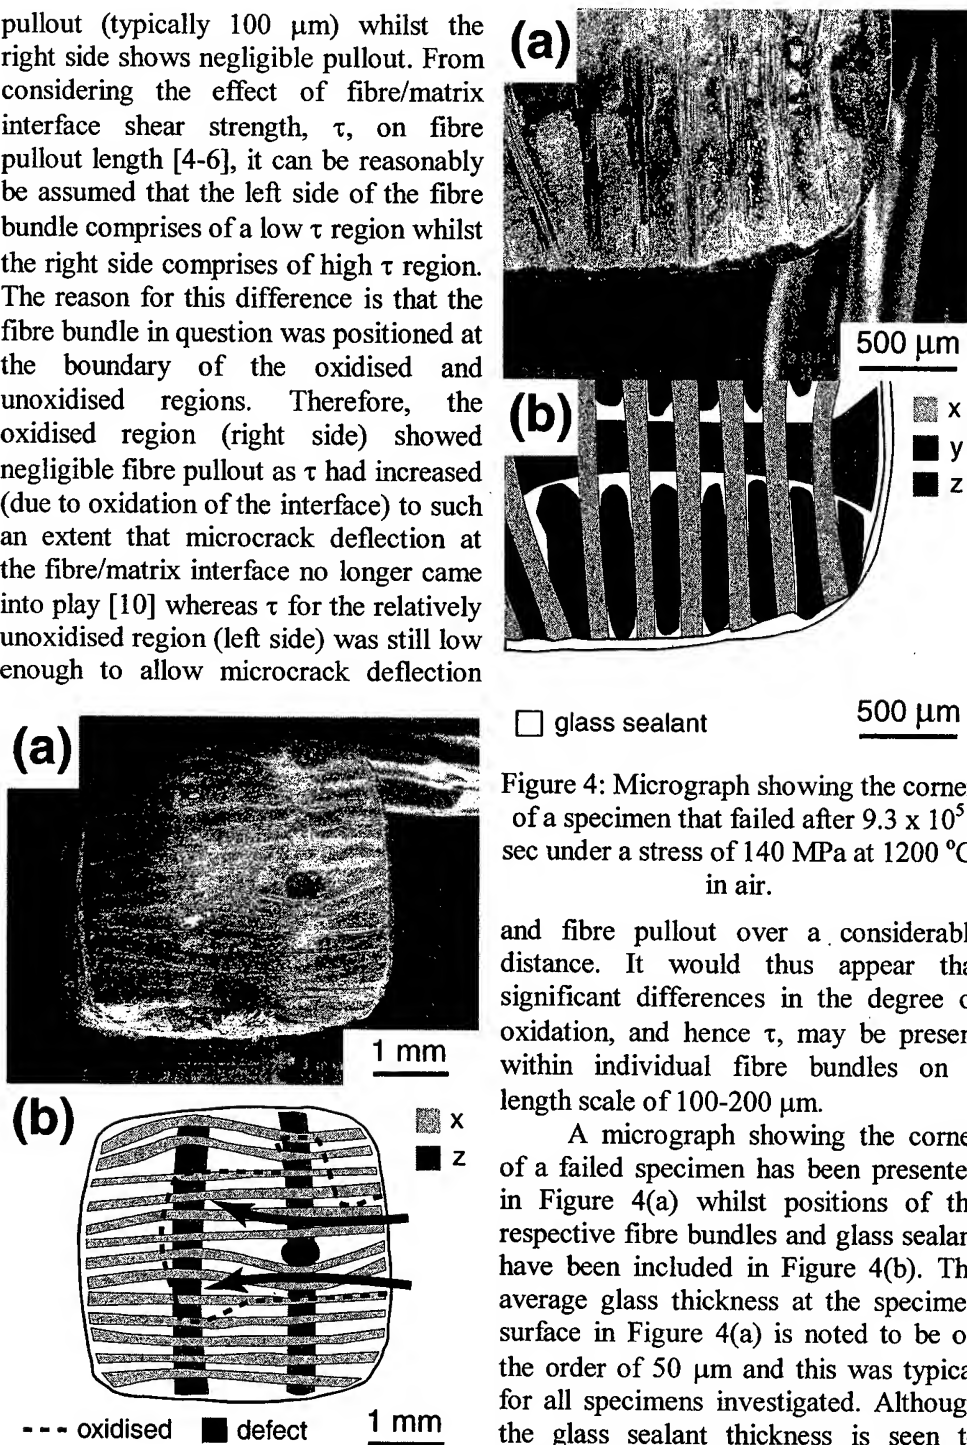 pullout (typically 100 μm) whilst the
right side shows negligible pullout. From
considering the effect of fibre/matrix
interface shear strength, τ, on fibre
pullout length [4-6], it can be reasonably
be assumed that the left side of the fibre
bundle comprises of a low τ region whilst
the right side comprises of high τ region.
The reason for this difference is that the
fibre bundle in question was positioned at
the boundary of the oxidised and
unoxidised regions. Therefore, the
oxidised region (right side) showed
negligible fibre pullout as τ had increased
(due to oxidation of the interface) to such
an extent that microcrack deflection at
the fibre/matrix interface no longer came
into play [10] whereas τ for the relatively
unoxidised region (left side) was still low
enough to allow microcrack deflection
(a)
1 mm
(b)
x
z
--- oxidised ■ defect
1 mm
(a)
500 μm
(b)
x
y
z
□ glass sealant
500 μm
Figure 4: Micrograph showing the corne
of a specimen that failed after 9.3 x 10⁵
sec under a stress of 140 MPa at 1200 °C
in air.
and fibre pullout over a considerabl
distance. It would thus appear tha
significant differences in the degree o
oxidation, and hence τ, may be presen
within individual fibre bundles on
length scale of 100-200 μm.
A micrograph showing the corne
of a failed specimen has been presente
in Figure 4(a) whilst positions of th
respective fibre bundles and glass sealan
have been included in Figure 4(b). Th
average glass thickness at the specime
surface in Figure 4(a) is noted to be o
the order of 50 μm and this was typica
for all specimens investigated. Althoug
the glass sealant thickness is seen t